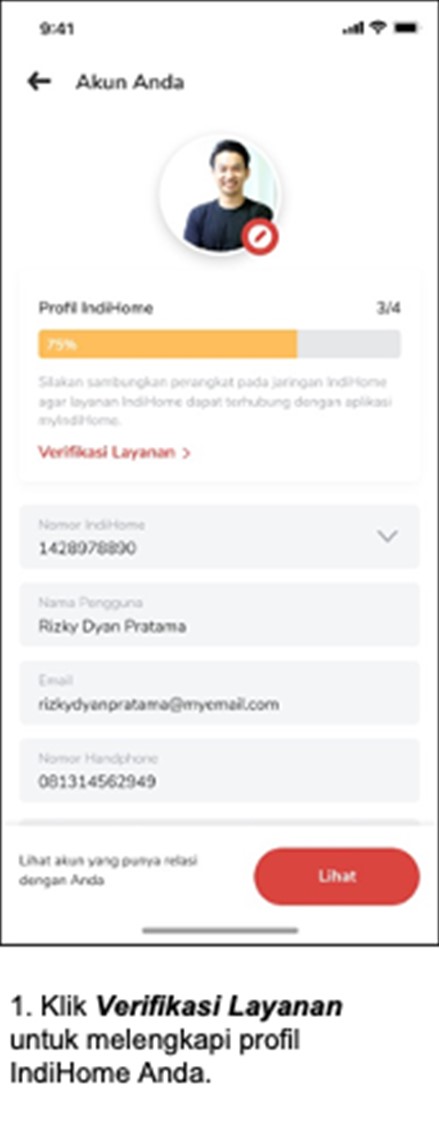 9:41
Akun Anda
Profil IndiHome 3/4
75%
Silakan sambungkan perangkat pada jaringan IndiHome
agar layanan IndiHome dapat terhubung dengan aplikasi
myIndiHome.
Verifikasi Layanan >
Nomor IndiHome
1428978890
Nama Pengguna
Rizky Dyan Pratama
Email
rizkydyanpratama@myemail.com
Nomor Handphone
081314562949
Lihat akun yang punya relasi
dengan Anda
Lihat
1. Klik Verifikasi Layanan
untuk melengkapi profil
IndiHome Anda.